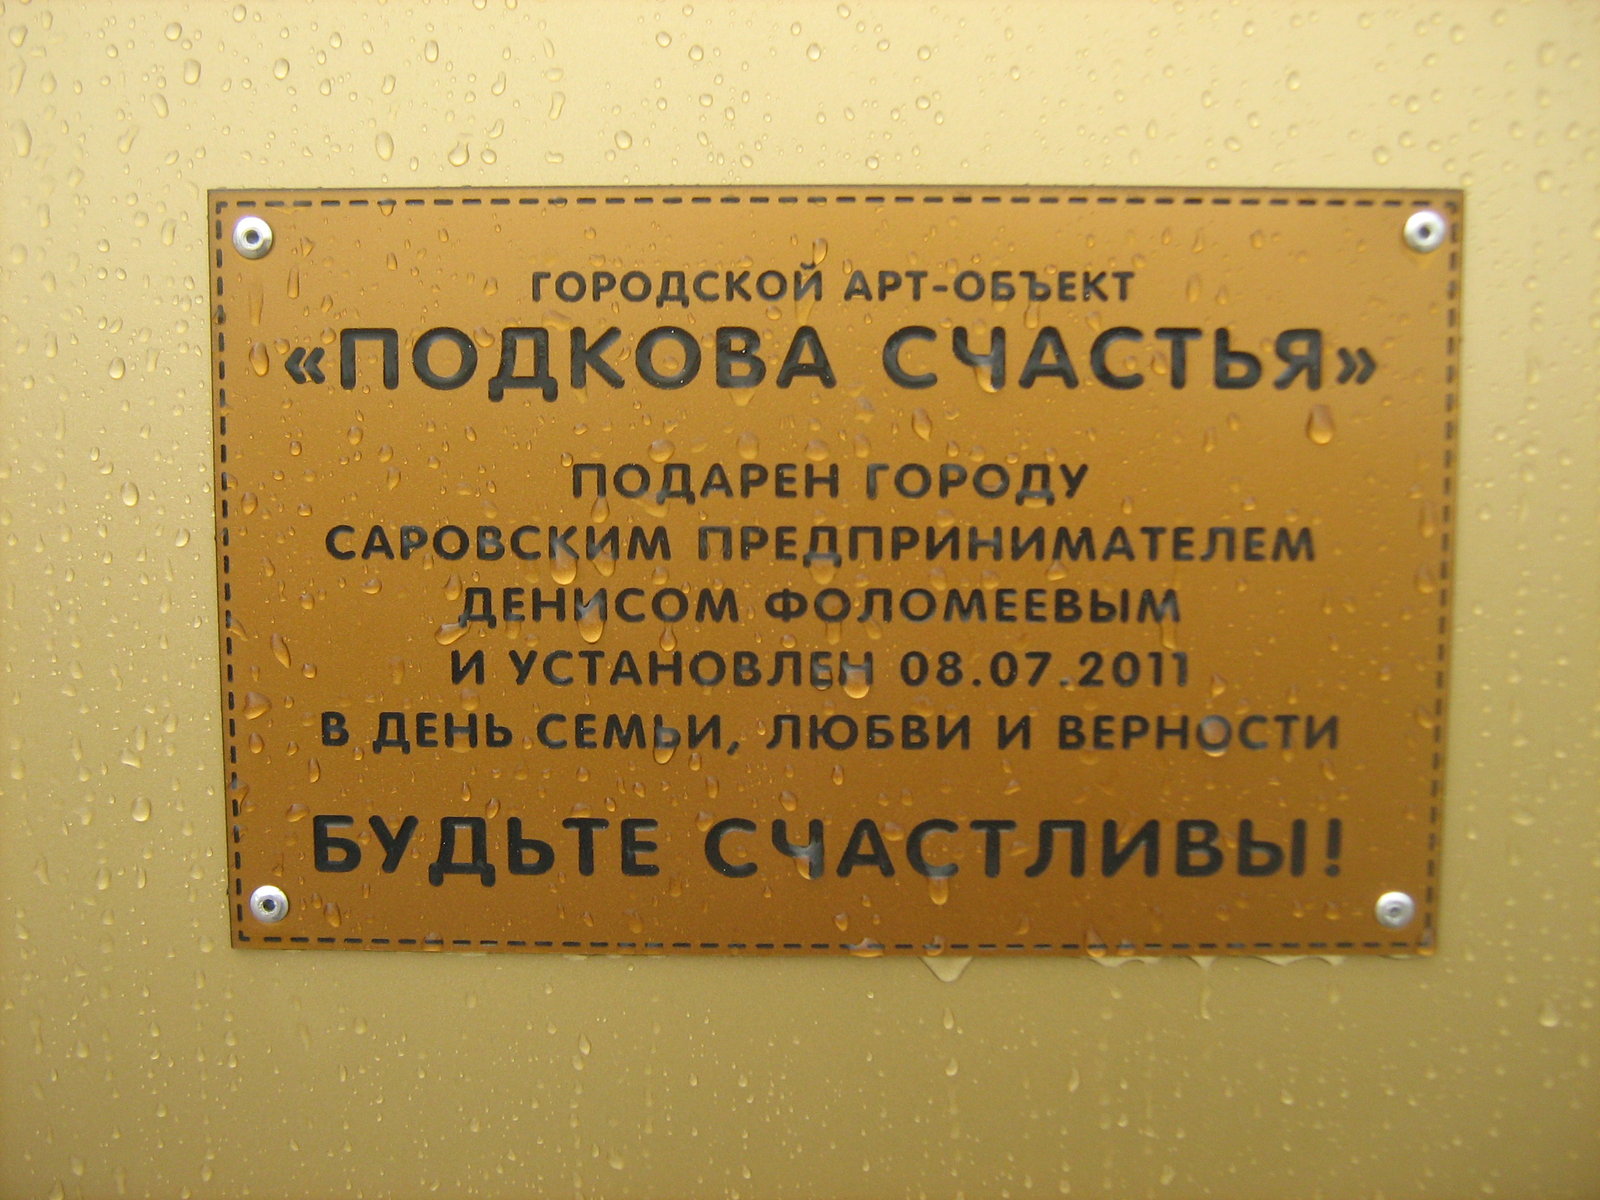 ГОРОДСКОЙ АРТ-ОБЪЕКТ
«ПОДКОВА СЧАСТЬЯ»
ПОДАРЕН ГОРОДУ
САРОВСКИМ ПРЕДПРИНИМАТЕЛЕМ
ДЕНИСОМ ФОЛОМЕЕВЫМ
И УСТАНОВЛЕН 08.07.2011
В ДЕНЬ СЕМЬИ, ЛЮБВИ И ВЕРНОСТИ
БУДЬТЕ СЧАСТЛИВЫ!